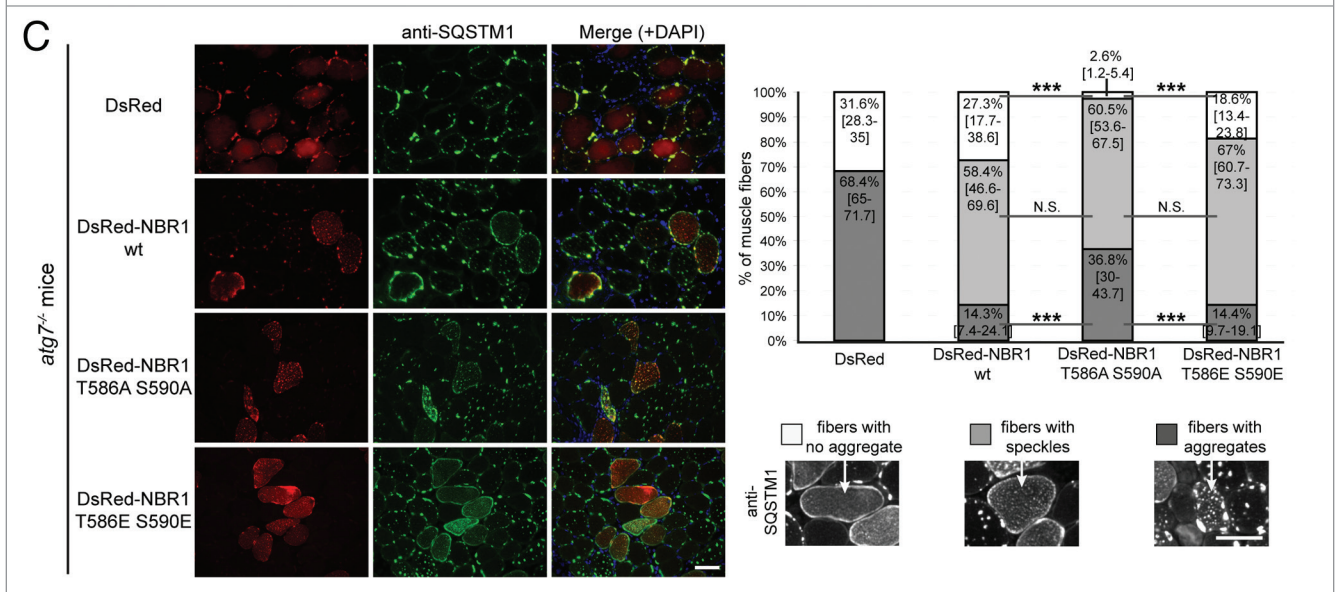 C
atg7-/- mice
anti-SQSTM1
Merge (+DAPI)
DsRed
DsRed-NBR1
wt
DsRed-NBR1
T586A S590A
DsRed-NBR1
T586E S590E
% of muscle fibers
100%
90%
80%
70%
60%
50%
40%
30%
20%
10%
0%
31.6%
[28.3-
35]
68.4%
[65-
71.7]
27.3%
[17.7-
38.6]
58.4%
[46.6-
69.6]
14.3%
[7.4-24.1]
2.6%
[1.2-5.4]
60.5%
[53.6-
67.5]
36.8%
[30-
43.7]
18.6%
[13.4-
23.8]
67%
[60.7-
73.3]
14.4%
[9.7-19.1]
***
***
N.S.
N.S.
***
***
DsRed
DsRed-NBR1
wt
DsRed-NBR1
T586A S590A
DsRed-NBR1
T586E S590E
fibers with
no aggregate
fibers with
speckles
fibers with
aggregates
anti-
SQSTM1